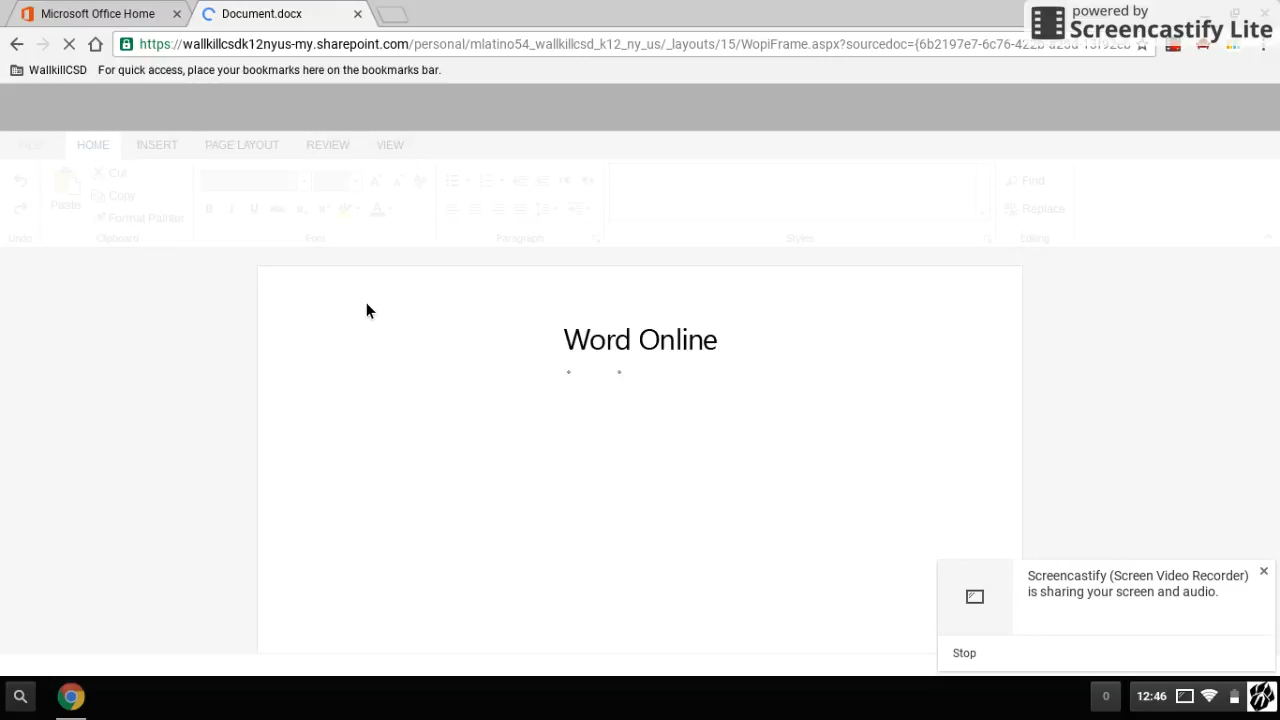 Microsoft Office Home
Document.docx
powered by
Screencastify Lite
https://wallkillcsdk12nyus-my.sharepoint.com/personal/mlatino54_wallkillcsd_k12_ny_us/_layouts/15/WopiFrame.aspx?sourcedoc={6b2197e7-6c76-422b
WallkillCSD For quick access, place your bookmarks here on the bookmarks bar.
FILE HOME INSERT PAGE LAYOUT REVIEW VIEW
Cut
Paste Copy
Format Painter
B I U abc
Find
Replace
Undo Clipboard Font Paragraph Styles Editing
Word Online
Screencastify (Screen Video Recorder)
is sharing your screen and audio.
Stop
0 12:46